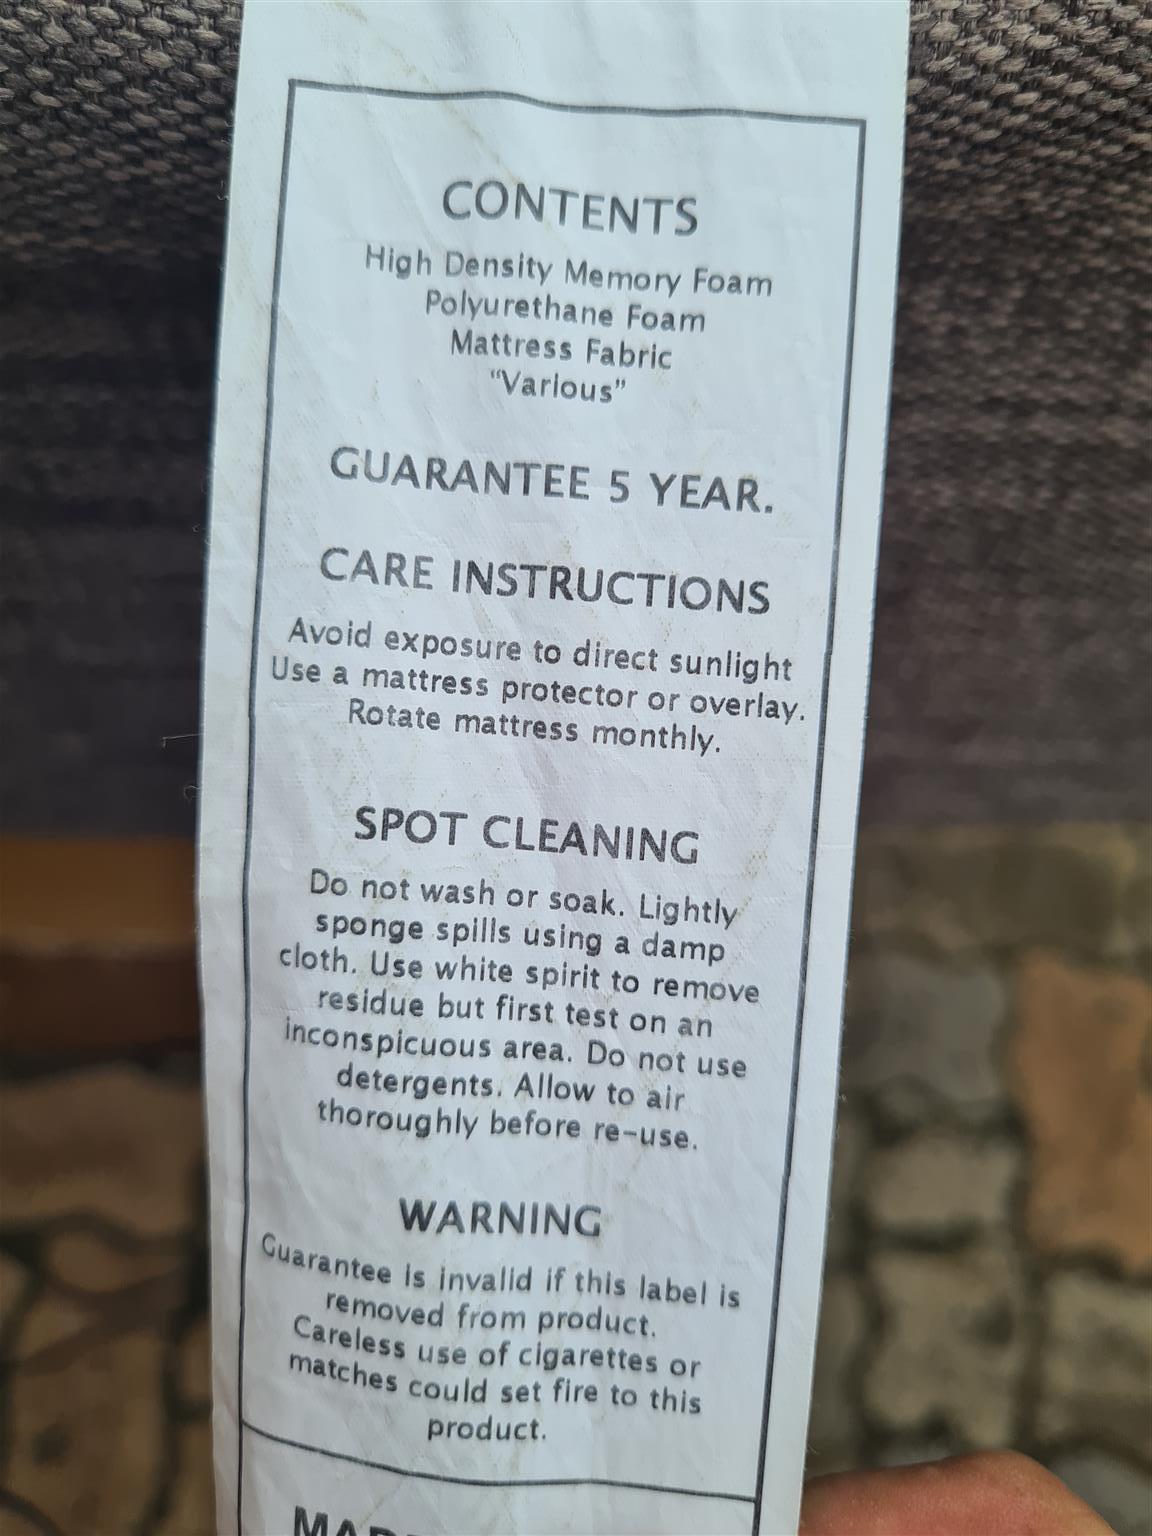 CONTENTS
High Density Memory Foam
Polyurethane Foam
Mattress Fabric
“Various”
GUARANTEE 5 YEAR.
CARE INSTRUCTIONS
Avoid exposure to direct sunlight
Use a mattress protector or overlay.
Rotate mattress monthly.
SPOT CLEANING
Do not wash or soak. Lightly
sponge spills using a damp
cloth. Use white spirit to remove
residue but first test on an
inconspicuous area. Do not use
detergents. Allow to air
thoroughly before re-use.
WARNING
Guarantee is invalid if this label is
removed from product.
Careless use of cigarettes or
matches could set fire to this
product.